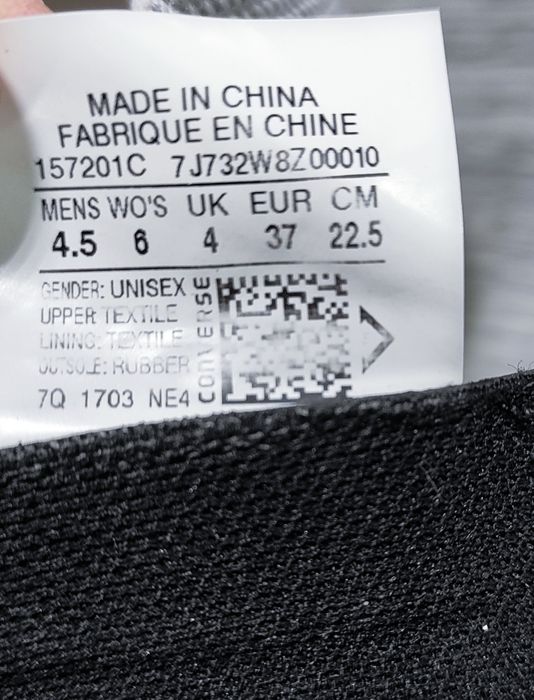 MADE IN CHINA
FABRIQUE EN CHINE
157201C 7J732W8Z00010
MENS WO'S UK EUR CM
4.5 6 4 37 22.5
GENDER: UNISEX
UPPER: TEXTILE
LINING: TEXTILE
OUTSOLE: RUBBER
7Q 1703 NE4
CONVERSE